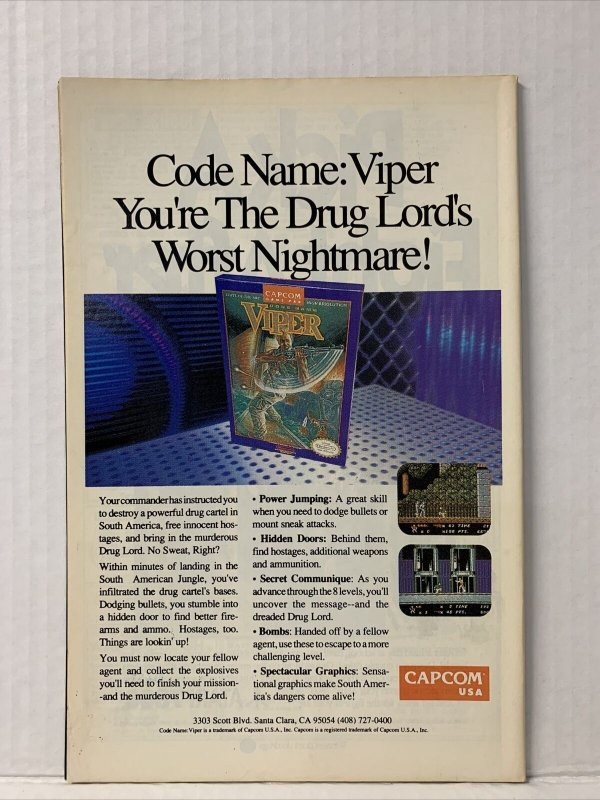 Code Name: Viper
You're The Drug Lord's
Worst Nightmare!
CAPCOM
CODE NAME
VIPER
Your commander has instructed you
to destroy a powerful drug cartel in
South America, free innocent hos-
tages, and bring in the murderous
Drug Lord. No Sweat, Right?
Within minutes of landing in the
South American Jungle, you've
infiltrated the drug cartel's bases.
Dodging bullets, you stumble into
a hidden door to find better fire-
arms and ammo. Hostages, too.
Things are lookin' up!
You must now locate your fellow
agent and collect the explosives
you'll need to finish your mission-
-and the murderous Drug Lord.
• Power Jumping: A great skill
when you need to dodge bullets or
mount sneak attacks.
• Hidden Doors: Behind them,
find hostages, additional weapons
and ammunition.
• Secret Communique: As you
advance through the 8 levels, you'll
uncover the message--and the
dreaded Drug Lord.
• Bombs: Handed off by a fellow
agent, use these to escape to a more
challenging level.
• Spectacular Graphics: Sensa-
tional graphics make South Amer-
ica's dangers come alive!
CAPCOM
USA
3303 Scott Blvd. Santa Clara, CA 95054 (408) 727-0400
Code Name: Viper is a trademark of Capcom U.S.A., Inc. Capcom is a registered trademark of Capcom U.S.A., Inc.